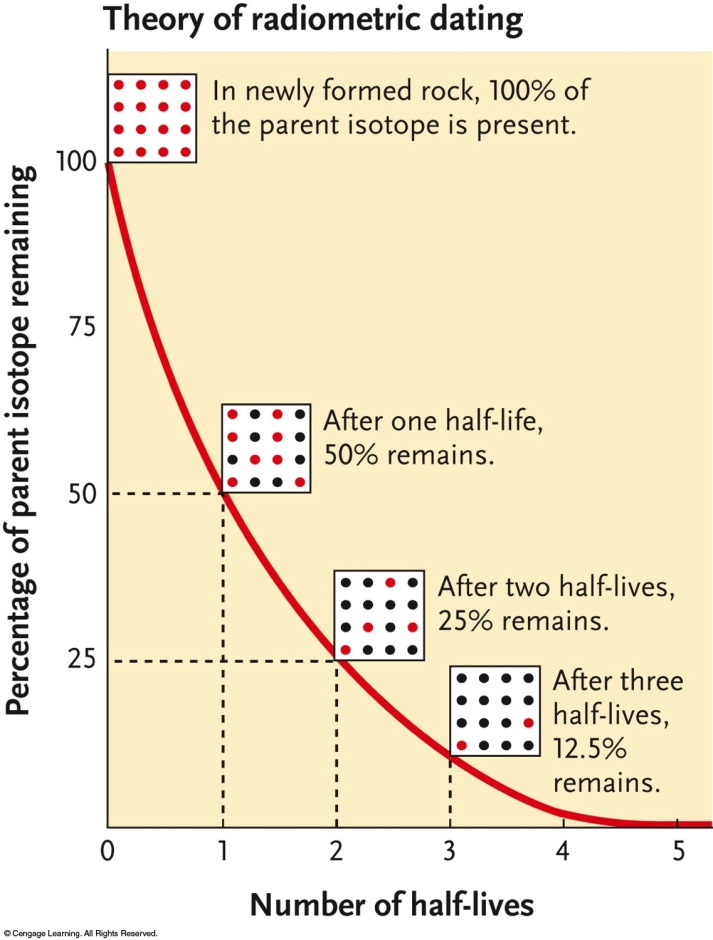 Theory of radiometric dating
In newly formed rock, 100% of
the parent isotope is present.
100
75
50
25
Percentage of parent isotope remaining
After one half-life,
50% remains.
After two half-lives,
25% remains.
After three
half-lives,
12.5%
remains.
0 1 2 3 4 5
Number of half-lives
© Cengage Learning. All Rights Reserved.